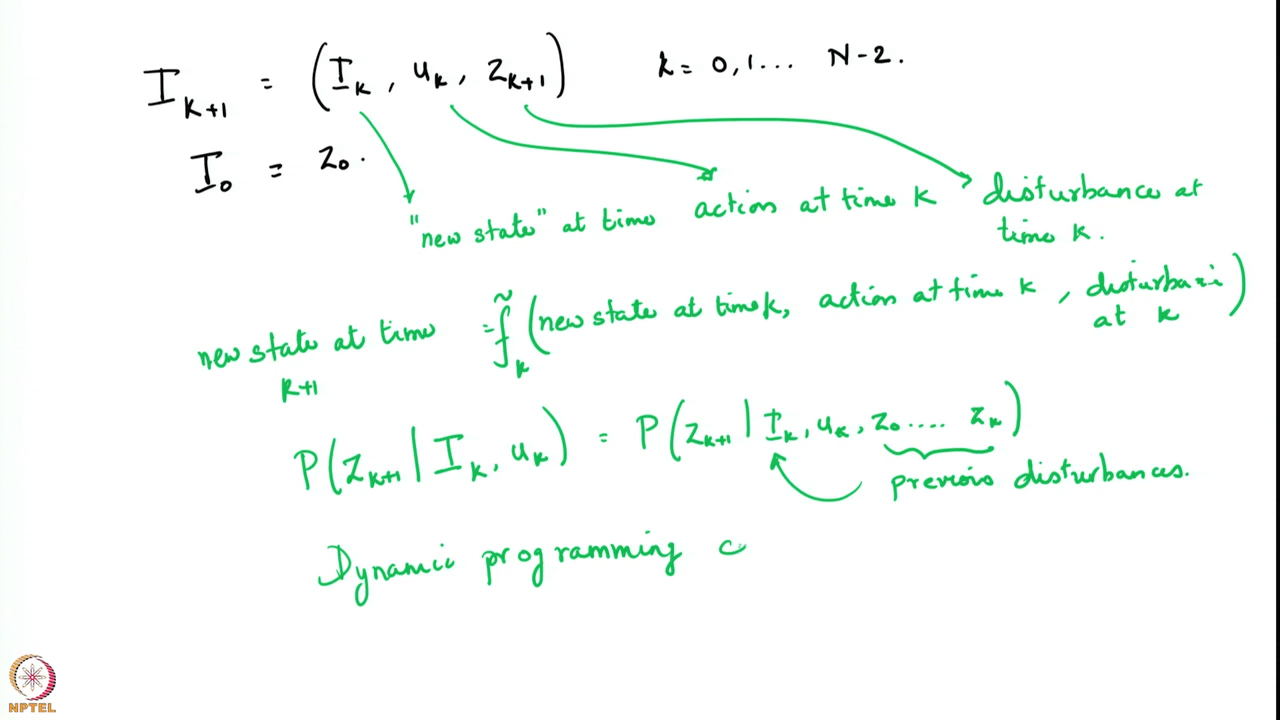 I_{k+1} = (I_k, u_k, z_{k+1}) k = 0, 1 ... N-2.
I_0 = z_0.
"new state" at time action at time k disturbance at time k.
new state at time k+1 = f̃_k (new state at time k, action at time k, disturbance at k)
P(z_{k+1} | I_k, u_k) = P(z_{k+1} | I_k, u_k, z_0 .... z_k)
previous disturbances.
Dynamic programming c
NPTEL